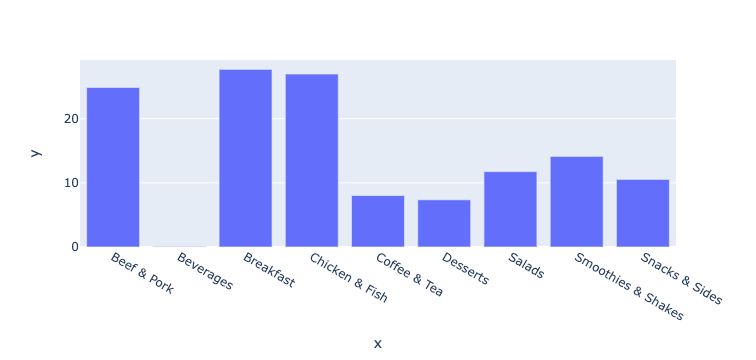 20
10
0
y
Beef & Pork
Beverages
Breakfast
Chicken & Fish
Coffee & Tea
Desserts
Salads
Smoothies & Shakes
Snacks & Sides
x